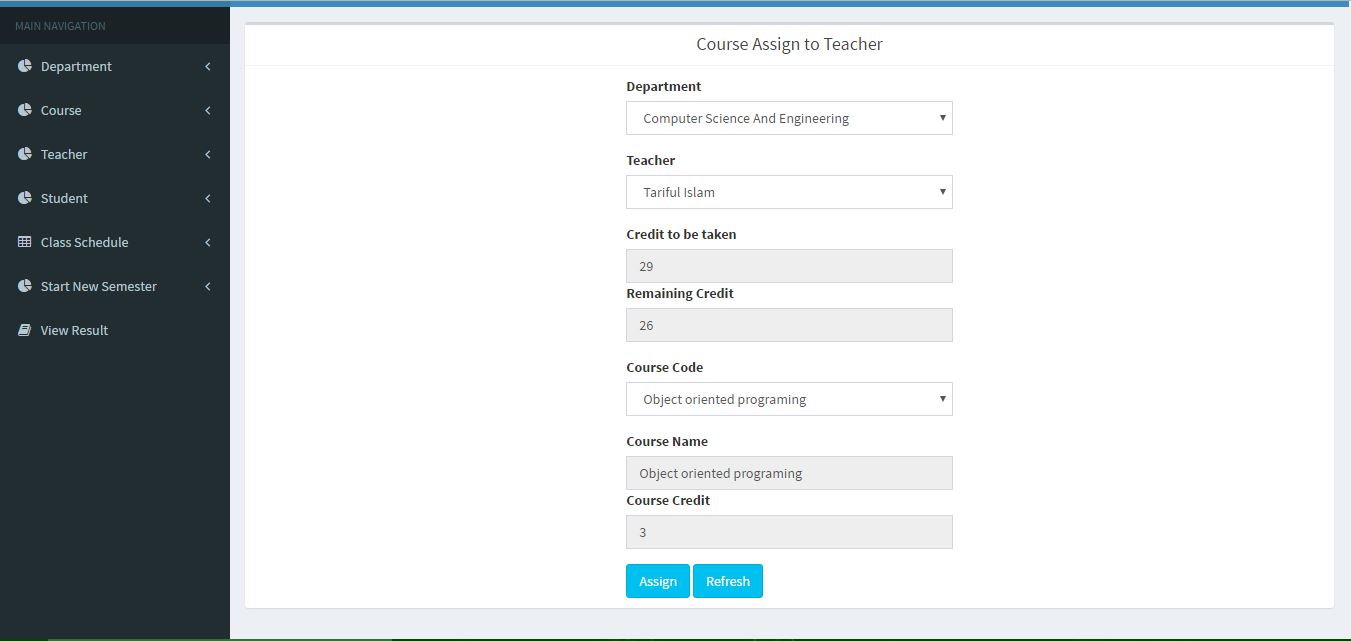 MAIN NAVIGATION
Department
Course
Teacher
Student
Class Schedule
Start New Semester
View Result
Course Assign to Teacher
Department
Computer Science And Engineering
Teacher
Tariful Islam
Credit to be taken
29
Remaining Credit
26
Course Code
Object oriented programing
Course Name
Object oriented programing
Course Credit
3
Assign Refresh